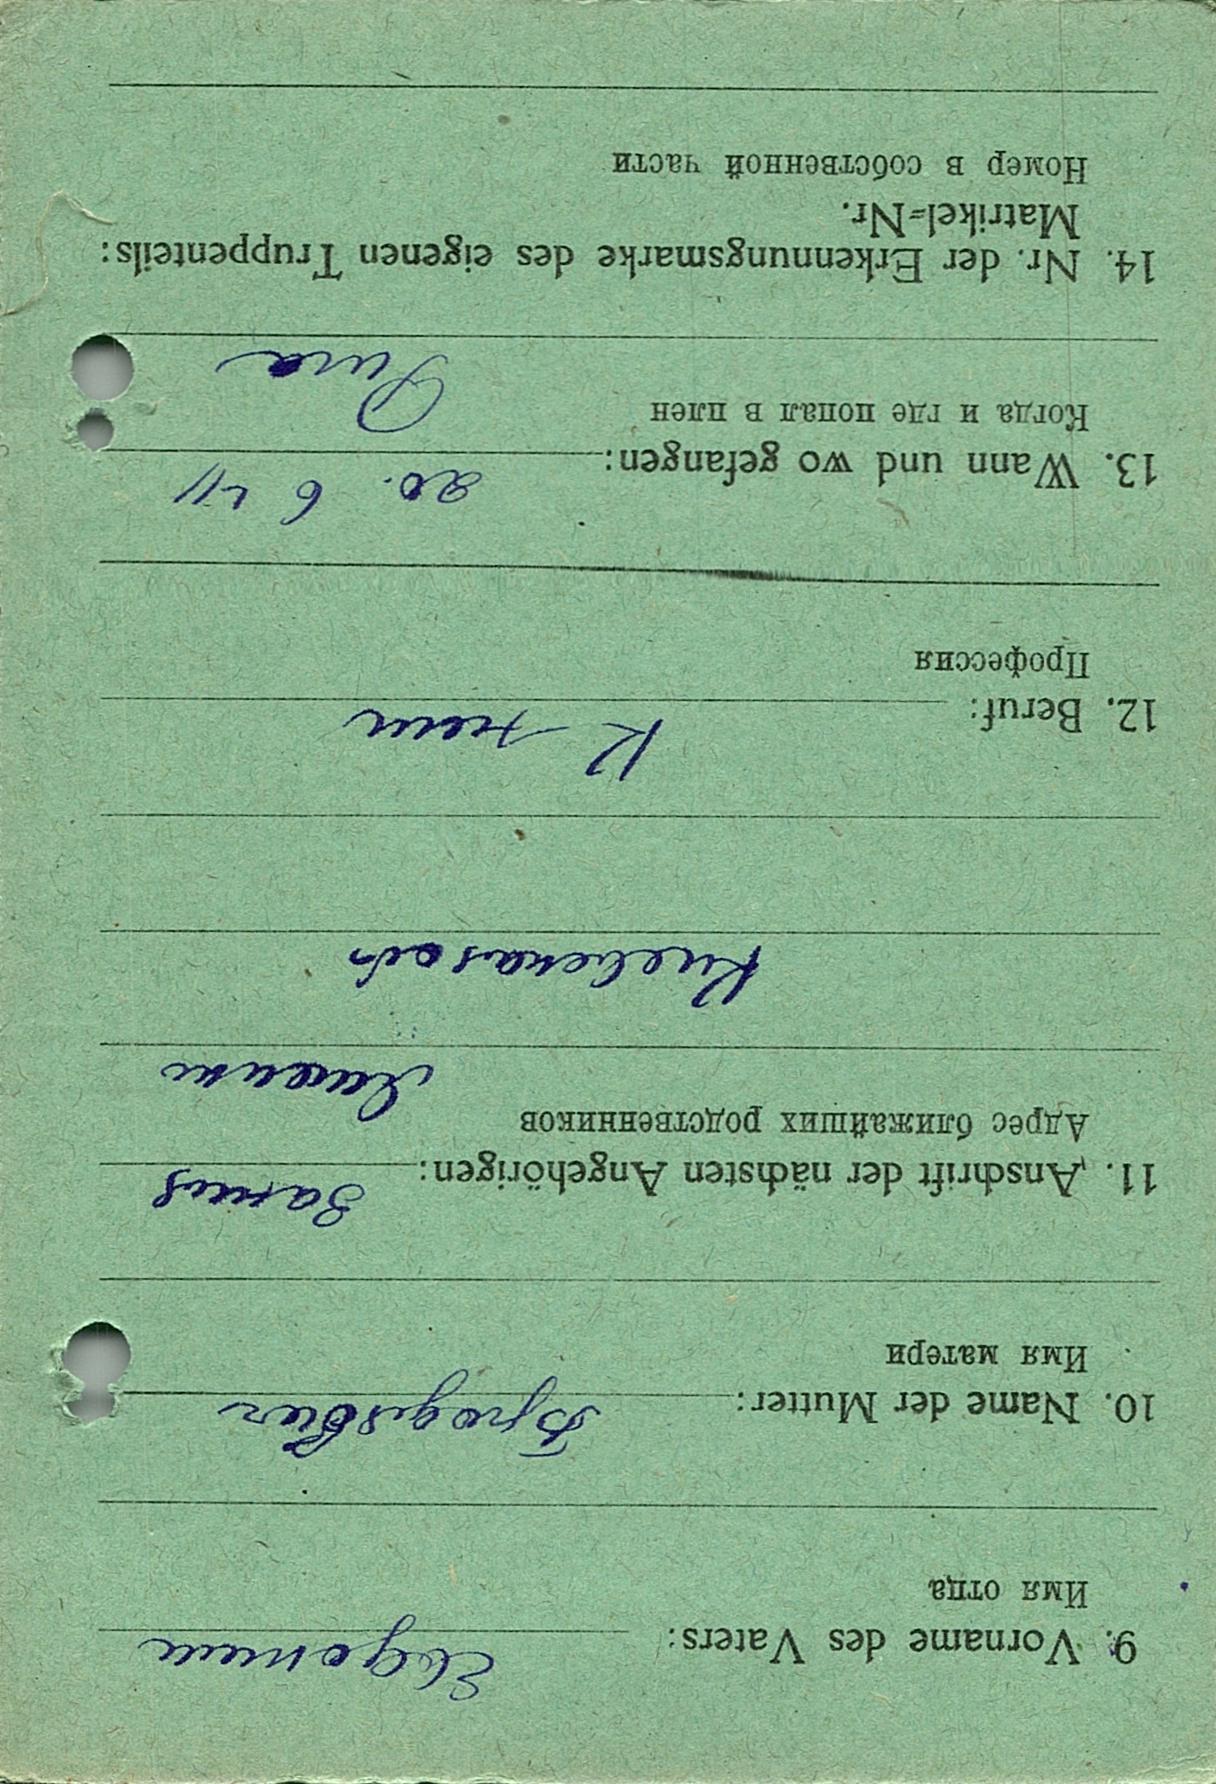 9. Vorname des Vaters: Евдоким
Имя отца
10. Name der Mutter:
Имя матери
11. Anschrift der nächsten Angehörigen:
Адрес ближайших родственников
12. Beruf: К
Профессия
13. Wann und wo gefangen: 20. 6 41
Когда и где попал в плен Рига
14. Nr. der Erkennungsmarke des eigenen Truppenteils:
Matrikel=Nr.
Номер в собственной части